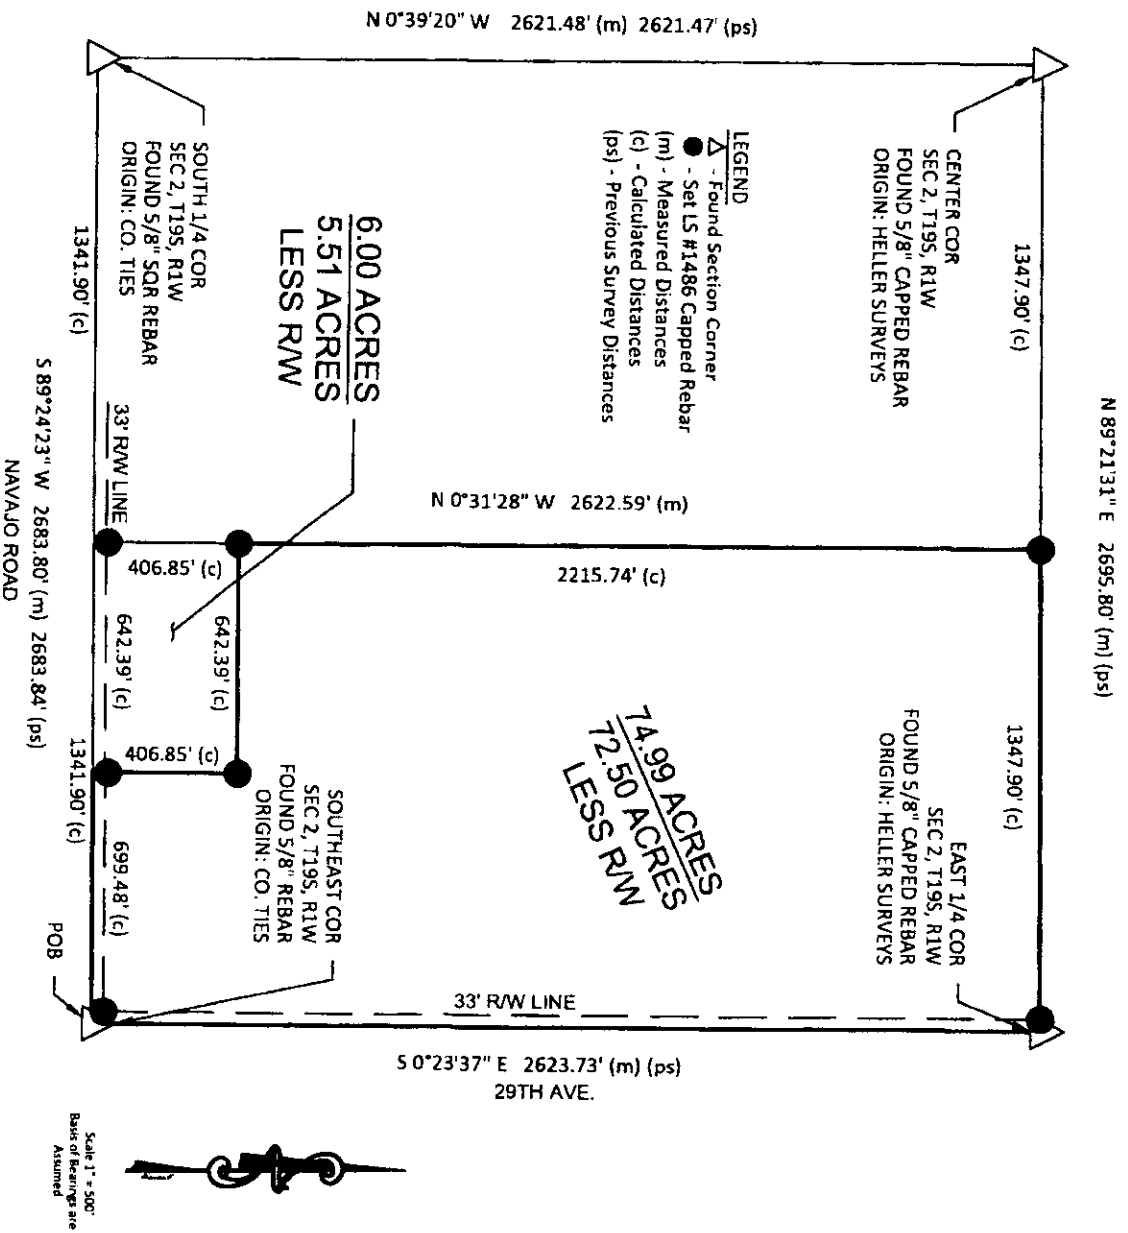 N 0°39'20" W 2621.48' (m) 2621.47' (ps)
CENTER COR
SEC 2, T19S, R1W
FOUND 5/8" CAPPED REBAR
ORIGIN: HELLER SURVEYS
1347.90' (c)
N 89°21'31" E 2695.80' (m) (ps)
1347.90' (c)
EAST 1/4 COR
SEC 2, T19S, R1W
FOUND 5/8" CAPPED REBAR
ORIGIN: HELLER SURVEYS
LEGEND
- Found Section Corner
- Set LS #1486 Capped Rebar
(m) - Measured Distances
(c) - Calculated Distances
(ps) - Previous Survey Distances
N 0°31'28" W 2622.59' (m)
2215.74' (c)
74.99 ACRES
72.50 ACRES
LESS R/W
6.00 ACRES
5.51 ACRES
LESS R/W
SOUTH 1/4 COR
SEC 2, T19S, R1W
FOUND 5/8" SQR REBAR
ORIGIN: CO. TIES
1341.90' (c)
33' R/W LINE
406.85' (c)
642.39' (c)
642.39' (c)
406.85' (c)
SOUTHEAST COR
SEC 2, T19S, R1W
FOUND 5/8" REBAR
ORIGIN: CO. TIES
699.48' (c)
1341.90' (c)
POB
S 89°24'23" W 2683.80' (m) 2683.84' (ps)
NAVAJO ROAD
33' R/W LINE
S 0°23'37" E 2623.73' (m) (ps)
29TH AVE.
Scale 1" = 500'
Basis of Bearings are
Assumed